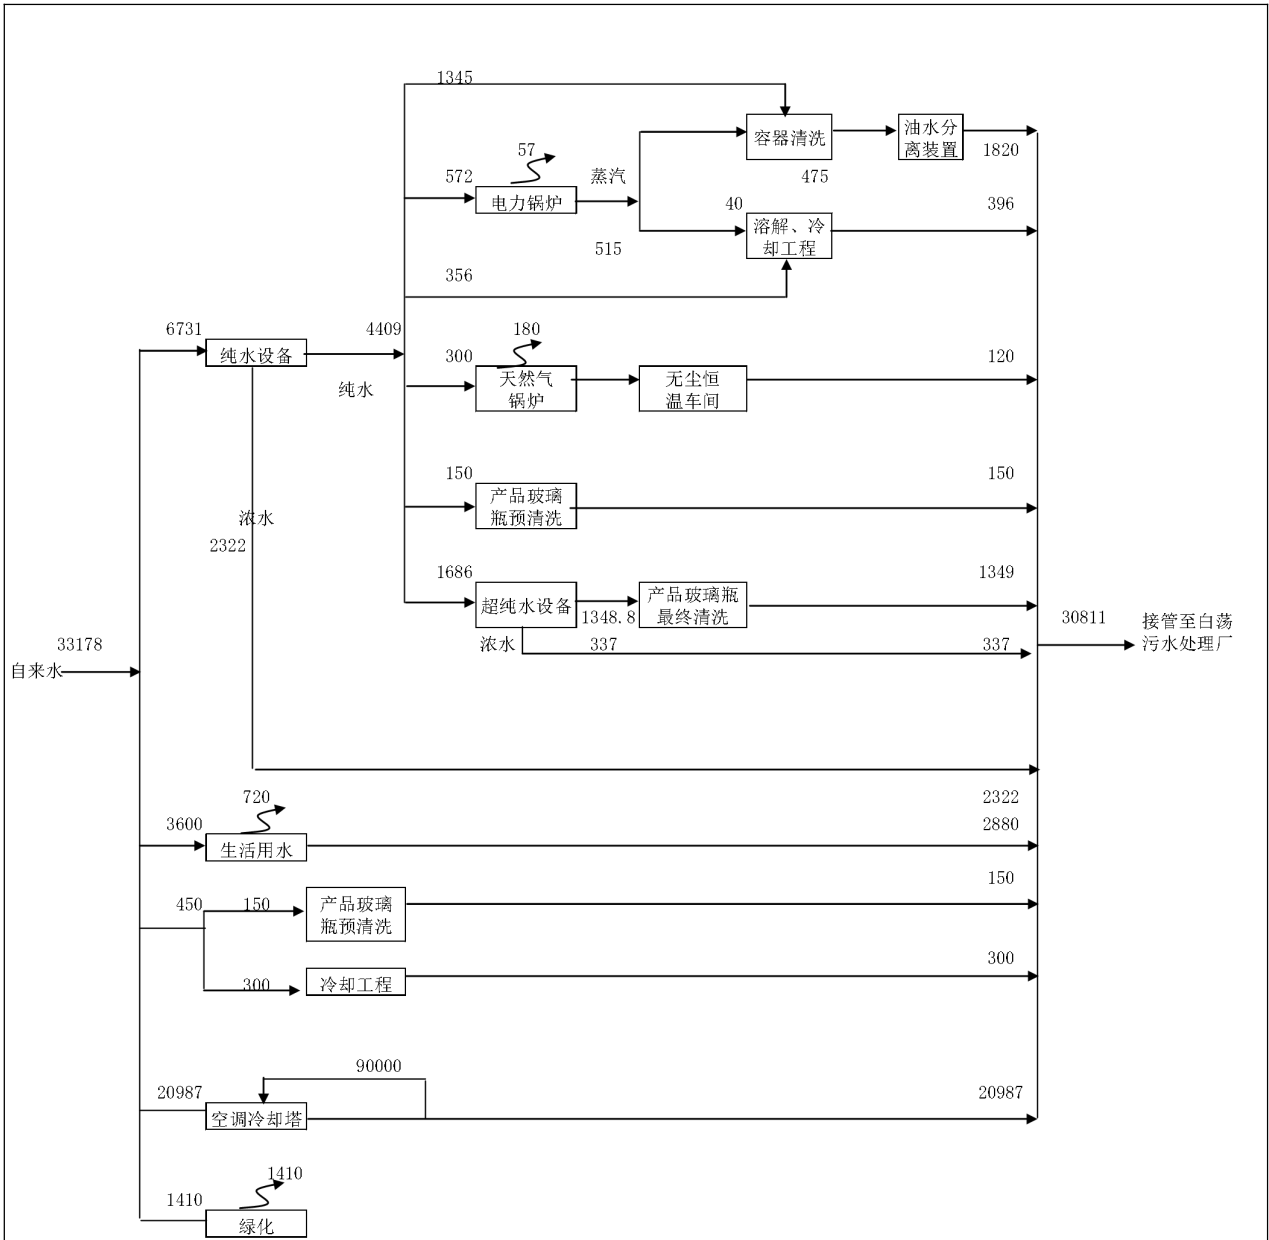 1345
容器清洗
油水分
离装置
1820
57
572
电力锅炉
蒸汽
475
40
396
溶解、冷
却工程
515
356
6731
纯水设备
4409
纯水
180
300
天然气
锅炉
无尘恒
温车间
120
150
产品玻璃
瓶预清洗
150
浓水
2322
1686
超纯水设备
1348.8
产品玻璃瓶
最终清洗
1349
浓水
337
337
30811
接管至白荡
污水处理厂
33178
自来水
2322
720
3600
生活用水
2880
450
150
产品玻璃
瓶预清洗
150
300
冷却工程
300
90000
20987
空调冷却塔
20987
1410
1410
绿化